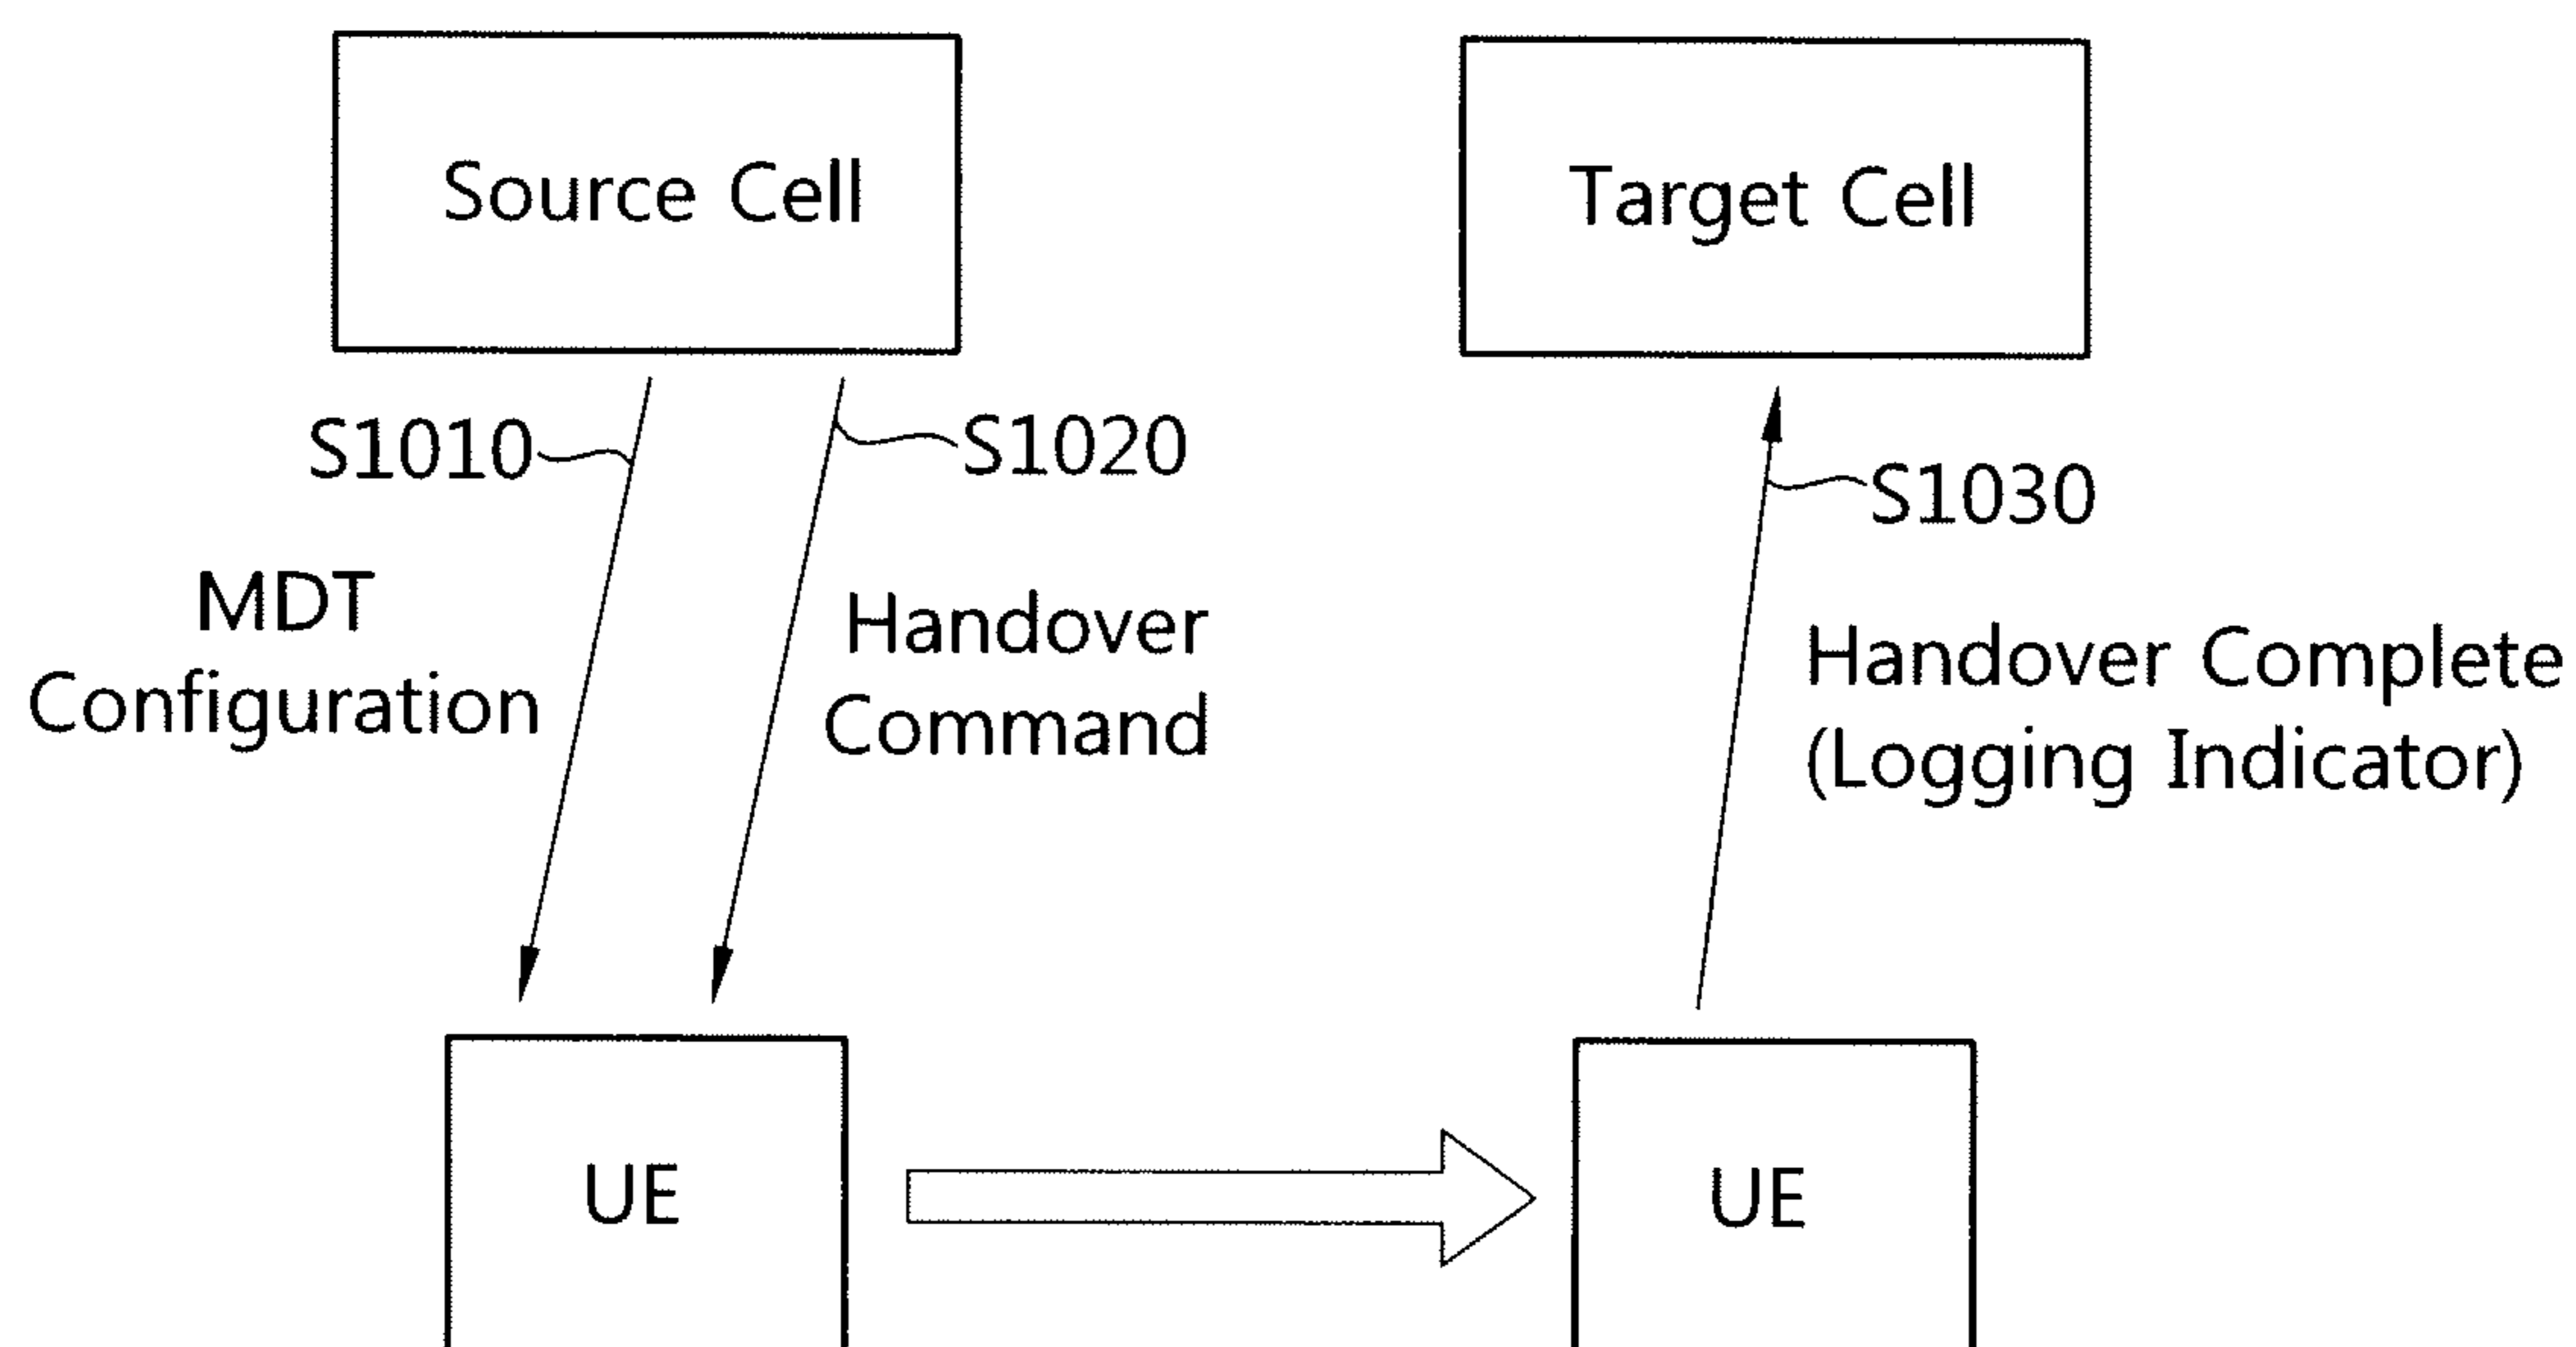 Source Cell
Target Cell
S1010
S1020
S1030
MDT
Configuration
Handover
Command
Handover Complete
(Logging Indicator)
UE
UE